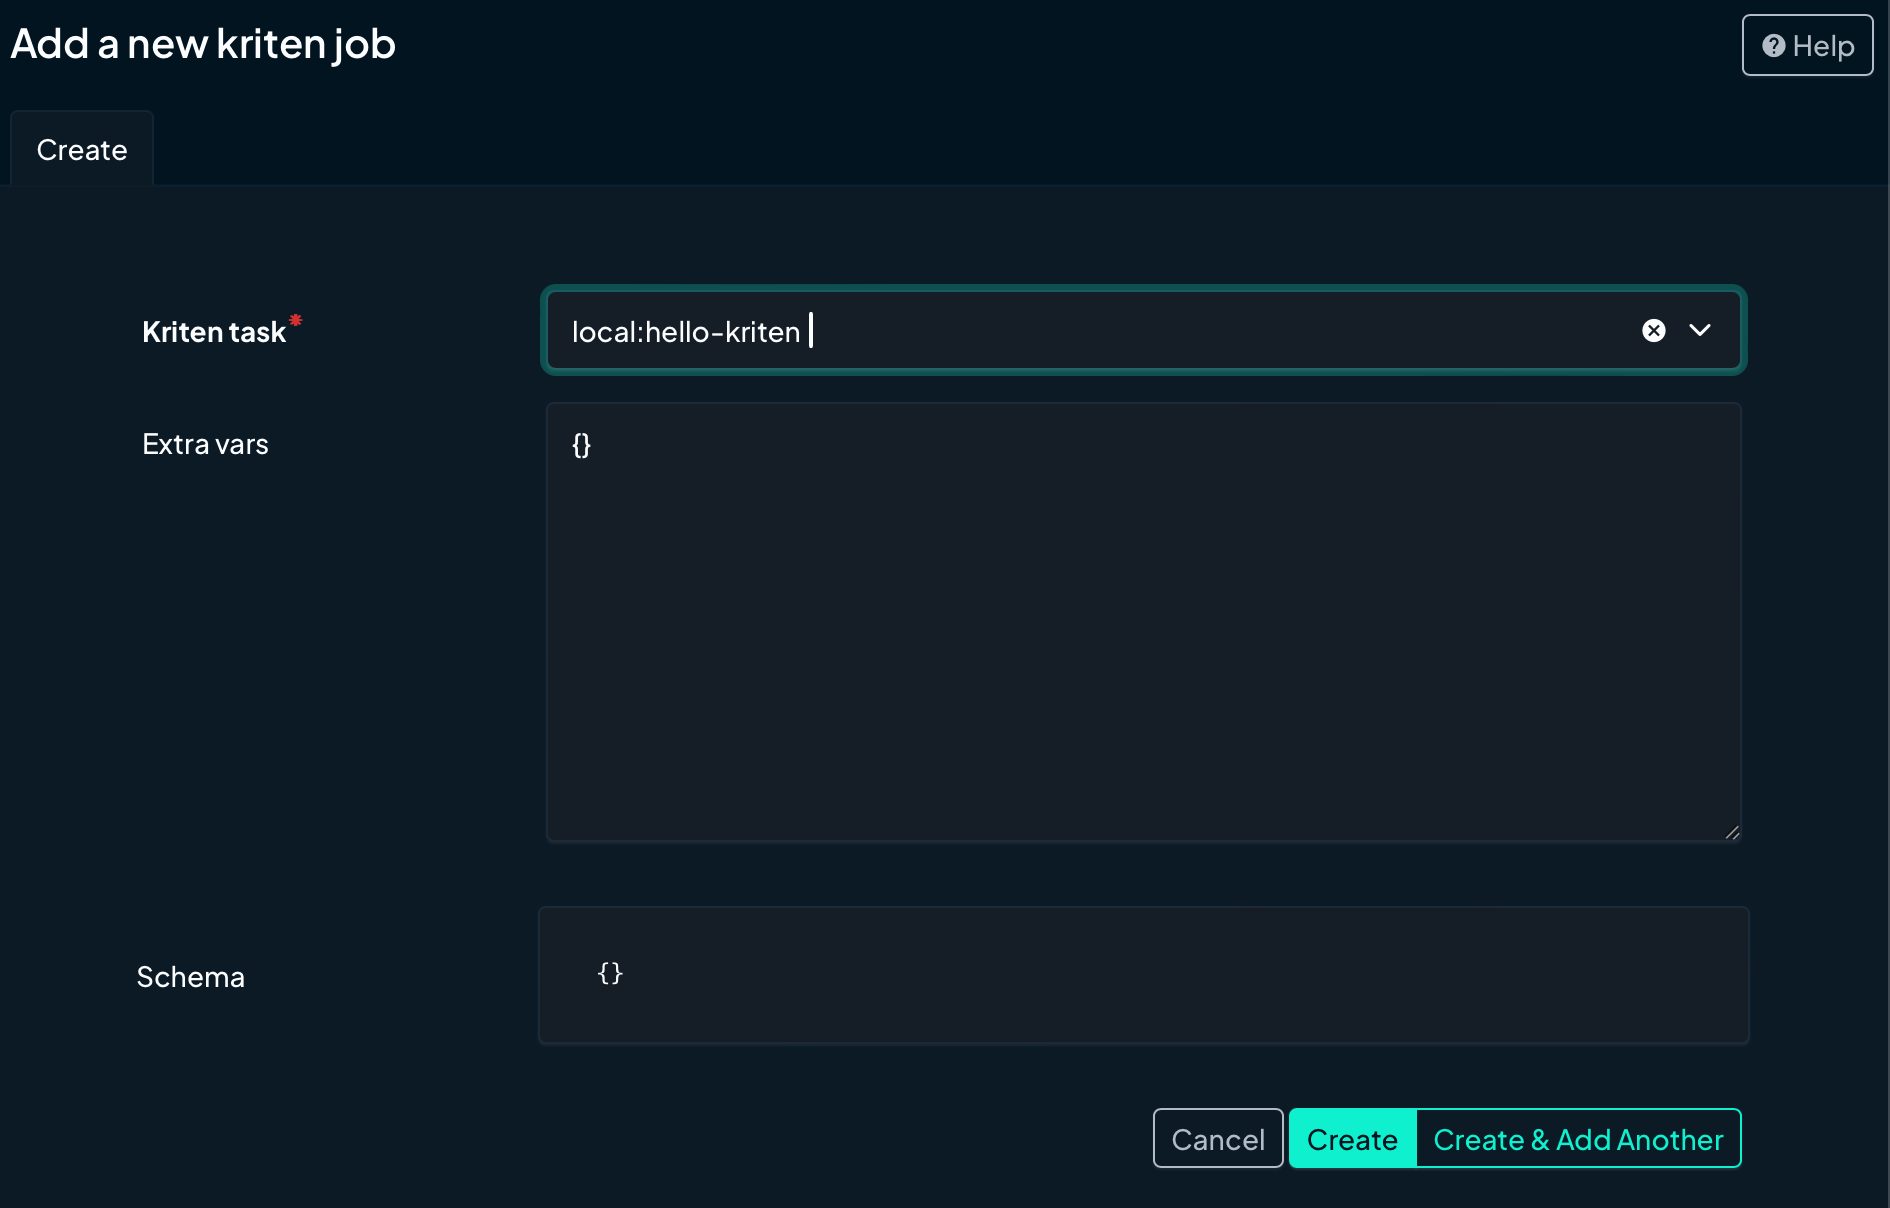 Add a new kriten job
Help
Create
Kriten task*
local:hello-kriten
Extra vars
{}
Schema
{}
Cancel
Create
Create & Add Another